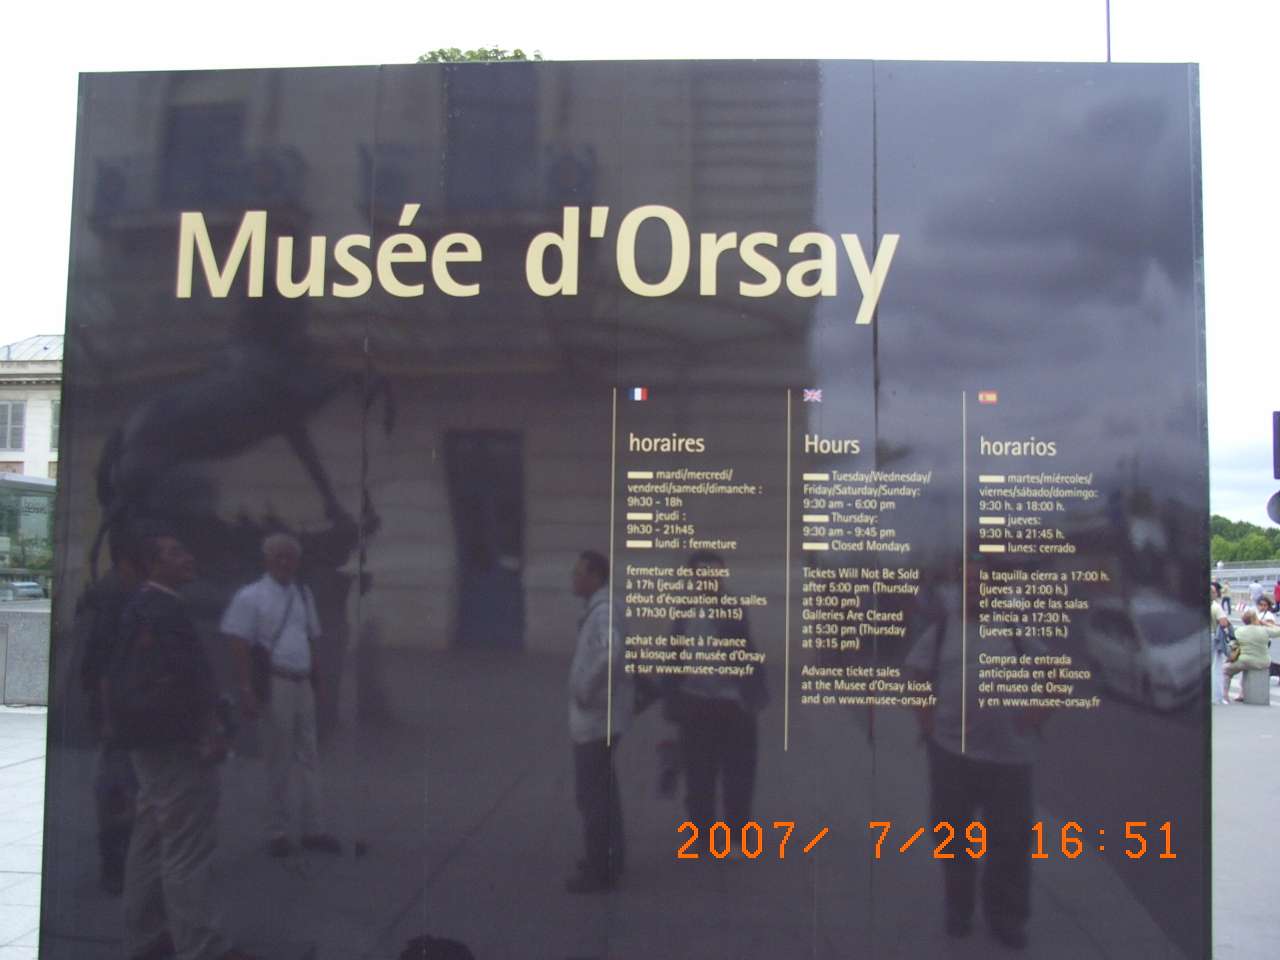 Musée d'Orsay
horaires
mardi/mercredi/
vendredi/samedi/dimanche :
9h30 - 18h
jeudi :
9h30 - 21h45
lundi : fermeture
fermeture des caisses
à 17h (jeudi à 21h)
début d'évacuation des salles
à 17h30 (jeudi à 21h15)
achat de billet à l'avance
au kiosque du musée d'Orsay
et sur www.musee-orsay.fr
Hours
Tuesday/Wednesday/
Friday/Saturday/Sunday:
9:30 am - 6:00 pm
Thursday:
9:30 am - 9:45 pm
Closed Mondays
Tickets Will Not Be Sold
after 5:00 pm (Thursday
at 9:00 pm)
Galleries Are Cleared
at 5:30 pm (Thursday
at 9:15 pm)
Advance ticket sales
at the Musee d'Orsay kiosk
and on www.musee-orsay.fr
horarios
martes/miércoles/
viernes/sábado/domingo:
9:30 h. a 18:00 h.
jueves:
9:30 h. a 21:45 h.
lunes: cerrado
la taquilla cierra a 17:00 h.
(jueves a 21:00 h.)
el desalojo de las salas
se inicia a 17:30 h.
(jueves a 21:15 h.)
Compra de entrada
anticipada en el Kiosco
del museo de Orsay
y en www.musee-orsay.fr
2007/ 7/29 16:51